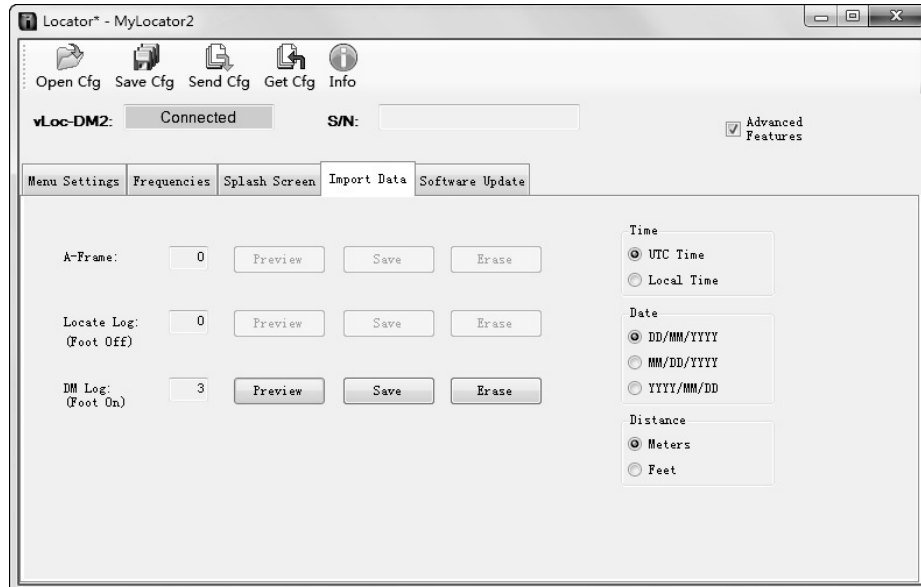 Locator* - MyLocator2
Open Cfg Save Cfg Send Cfg Get Cfg Info
vLoc-DM2: Connected S/N: Advanced
Features
Menu Settings Frequencies Splash Screen Import Data Software Update
A-Frame: 0 Preview Save Erase
Locate Log: 0 Preview Save Erase
(Foot Off)
DM Log: 3 Preview Save Erase
(Foot On)
Time
UTC Time
Local Time
Date
DD/MM/YYYY
MM/DD/YYYY
YYYY/MM/DD
Distance
Meters
Feet